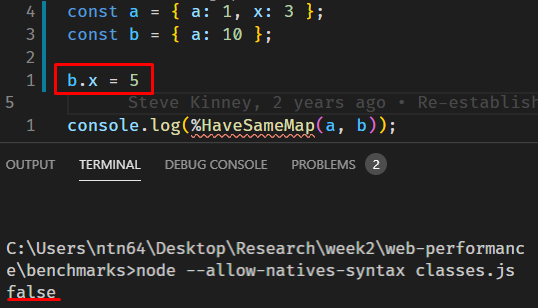 4 const a = { a: 1, x: 3 };
3 const b = { a: 10 };
1 b.x = 5
5 Steve Kinney, 2 years ago • Re-establish
1 console.log(%HaveSameMap(a, b));
OUTPUT TERMINAL DEBUG CONSOLE PROBLEMS 2
C:\Users\ntn64\Desktop\Research\week2\web-performanc
e\benchmarks>node --allow-natives-syntax classes.js
false